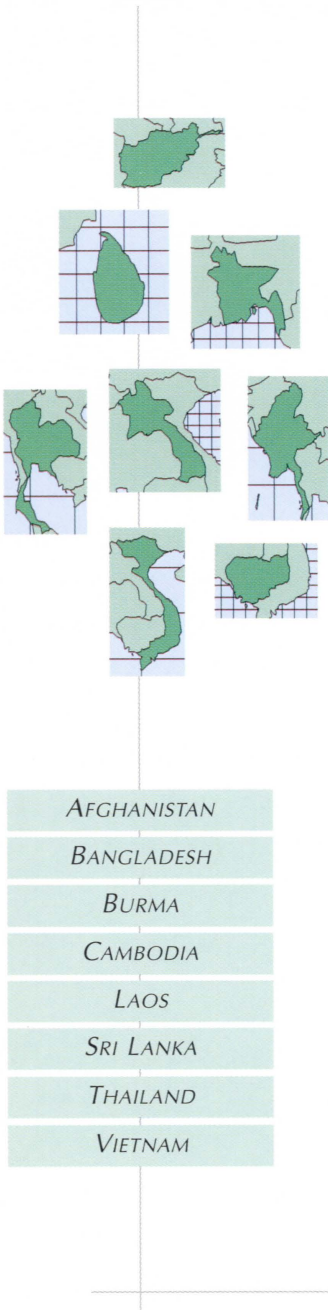 AFGHANISTAN
BANGLADESH
BURMA
CAMBODIA
LAOS
SRI LANKA
THAILAND
VIETNAM